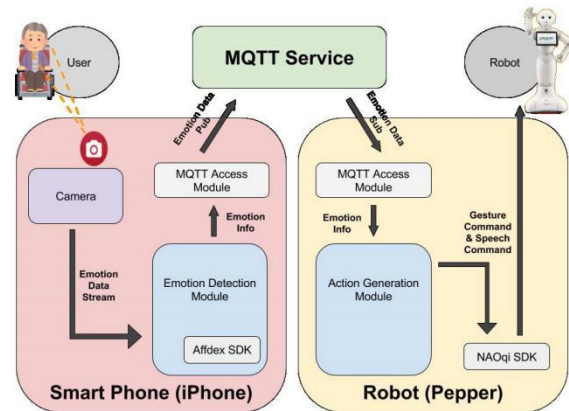 User
MQTT Service
Robot
pepper
Emotion Data
Pub
Emotion Data
Sub
MQTT Access
Module
MQTT Access
Module
Camera
Emotion
Info
Emotion
Info
Gesture
Command
& Speech
Command
Emotion
Data
Stream
Emotion Detection
Module
Action Generation
Module
Affdex SDK
NAOqi SDK
Smart Phone (iPhone)
Robot (Pepper)